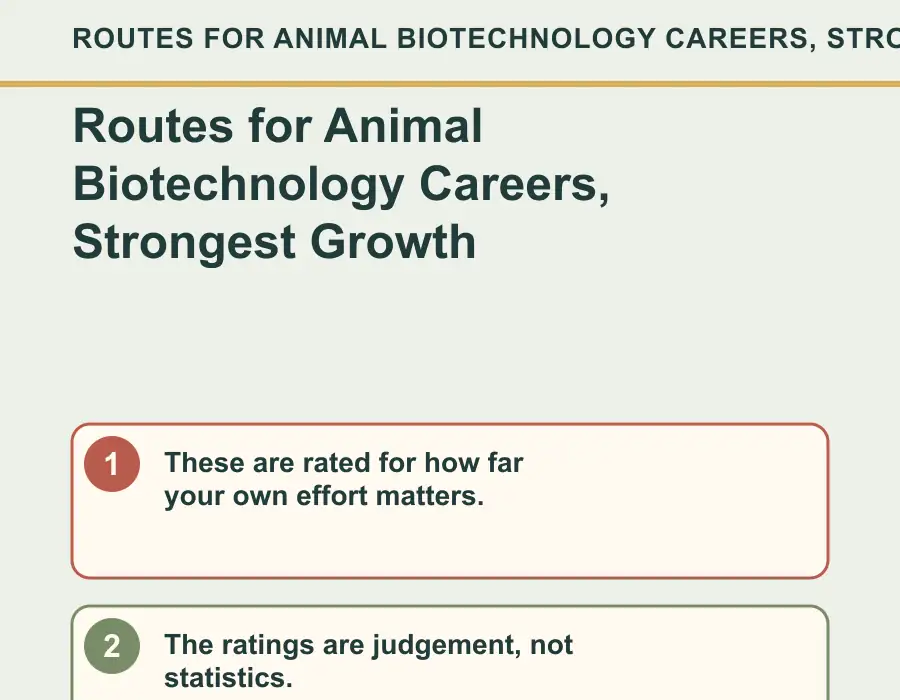 ROUTES FOR ANIMAL BIOTECHNOLOGY CAREERS,
Routes for Animal
Biotechnology Careers,
Strongest Growth
1
These are rated for how far
your own effort matters.
2
The ratings are judgement, not
statistics.